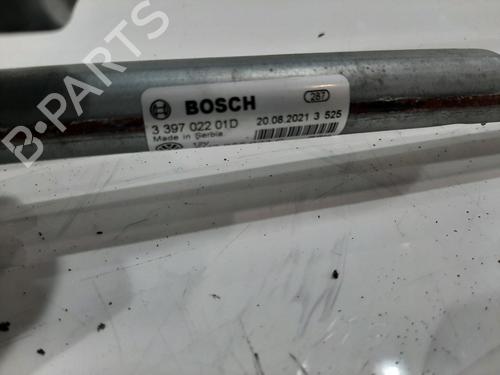 B-PARTS
BOSCH
287
3 397 022 01D
20.08.2021 3 525
Made in Serbia
12V